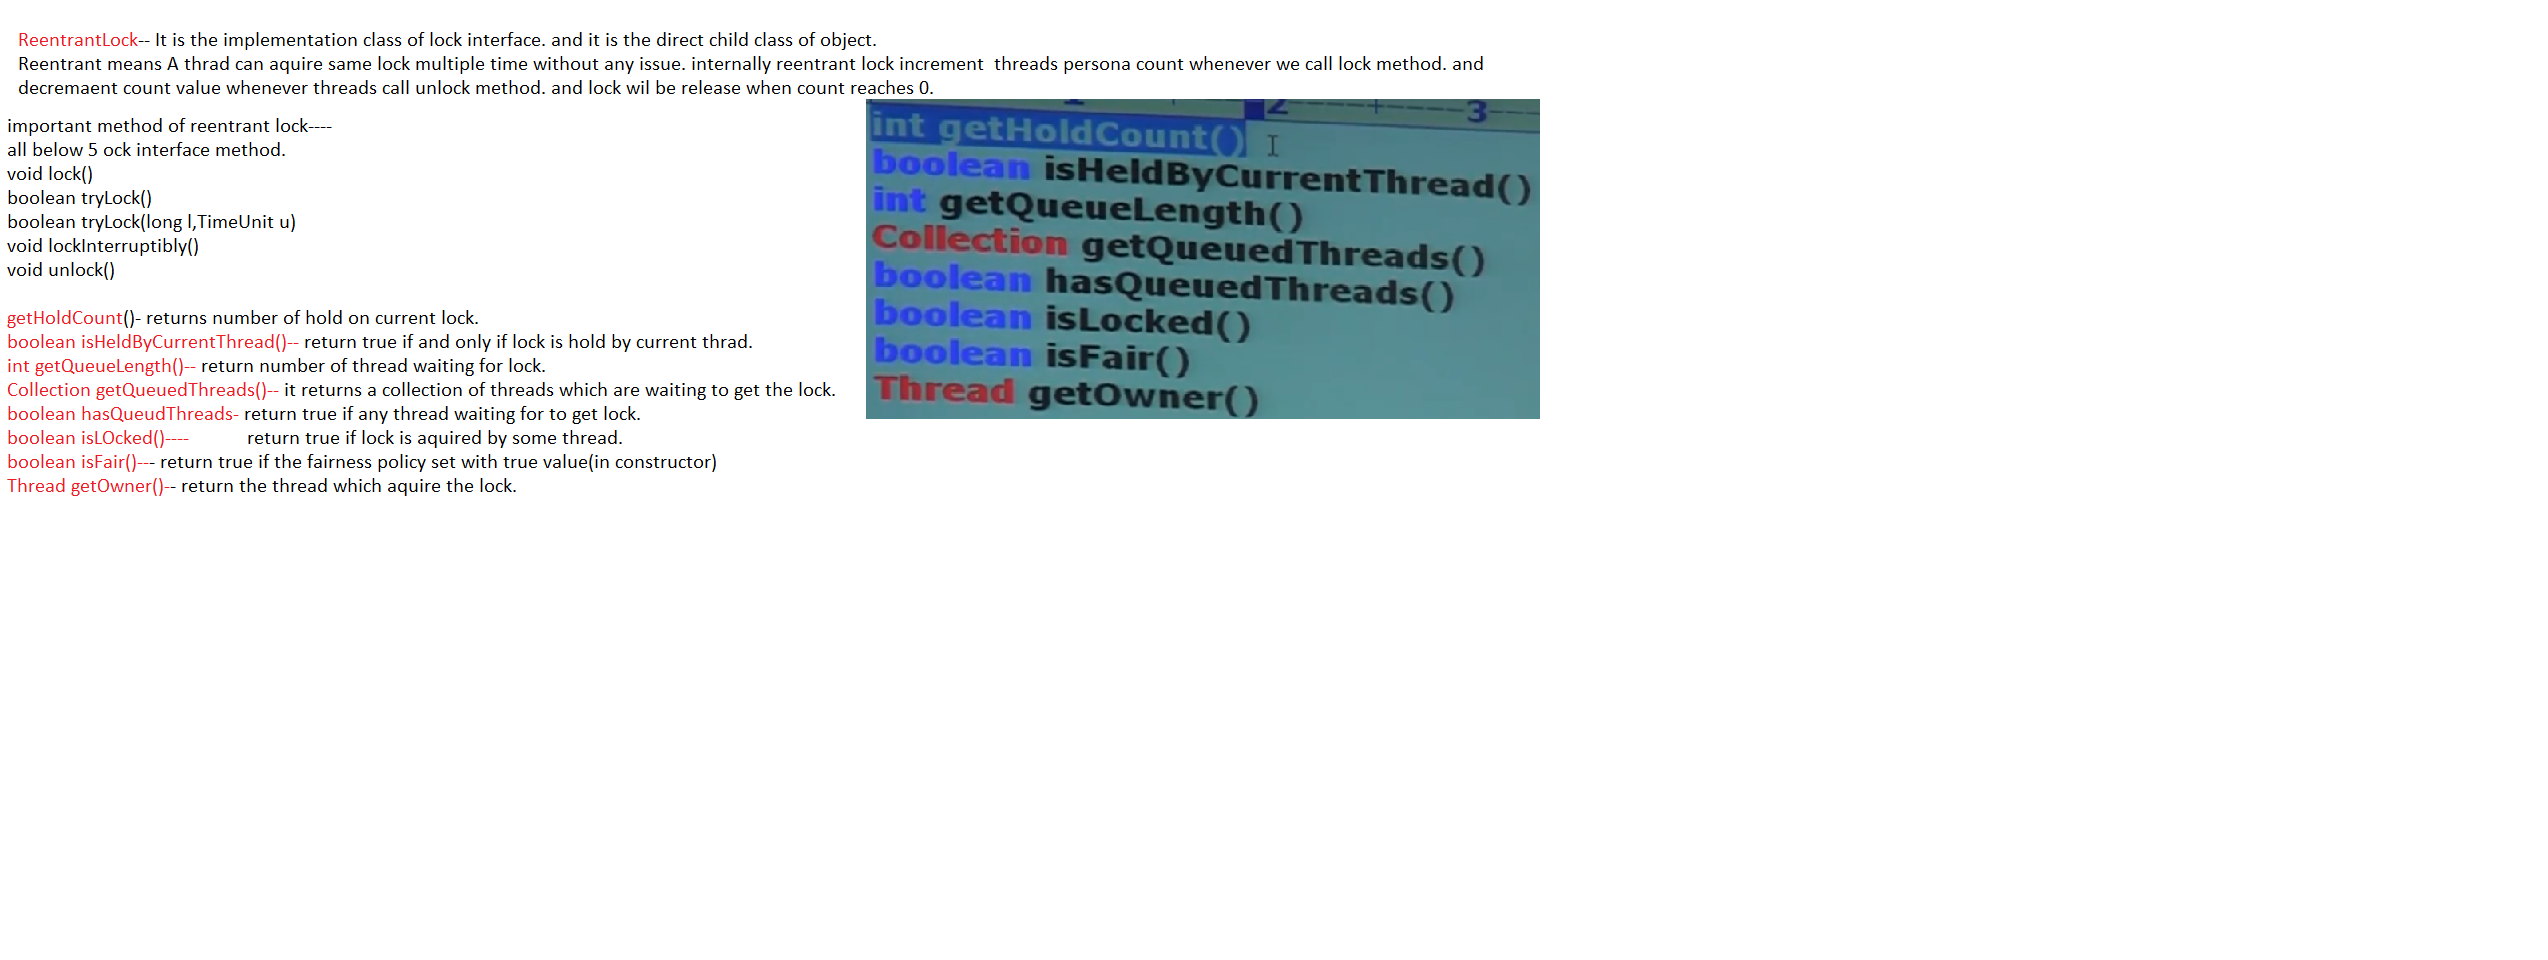 ReentrantLock-- It is the implementation class of lock interface. and it is the direct child class of object.
Reentrant means A thrad can aquire same lock multiple time without any issue. internally reentrant lock increment  threads persona count whenever we call lock method. and
decremaent count value whenever threads call unlock method. and lock wil be release when count reaches 0.
important method of reentrant lock----
all below 5 ock interface method.
void lock()
boolean tryLock()
boolean tryLock(long l,TimeUnit u)
void lockInterruptibly()
void unlock()
getHoldCount()- returns number of hold on current lock.
boolean isHeldByCurrentThread()-- return true if and only if lock is hold by current thrad.
int getQueueLength()-- return number of thread waiting for lock.
Collection getQueuedThreads()-- it returns a collection of threads which are waiting to get the lock.
boolean hasQueudThreads- return true if any thread waiting for to get lock.
boolean isLOcked()---- return true if lock is aquired by some thread.
boolean isFair()--- return true if the fairness policy set with true value(in constructor)
Thread getOwner()-- return the thread which aquire the lock.
2----+----3---
int getHoldCount()
boolean isHeldByCurrentThread()
int getQueueLength()
Collection getQueuedThreads()
boolean hasQueuedThreads()
boolean isLocked()
boolean isFair()
Thread getOwner()